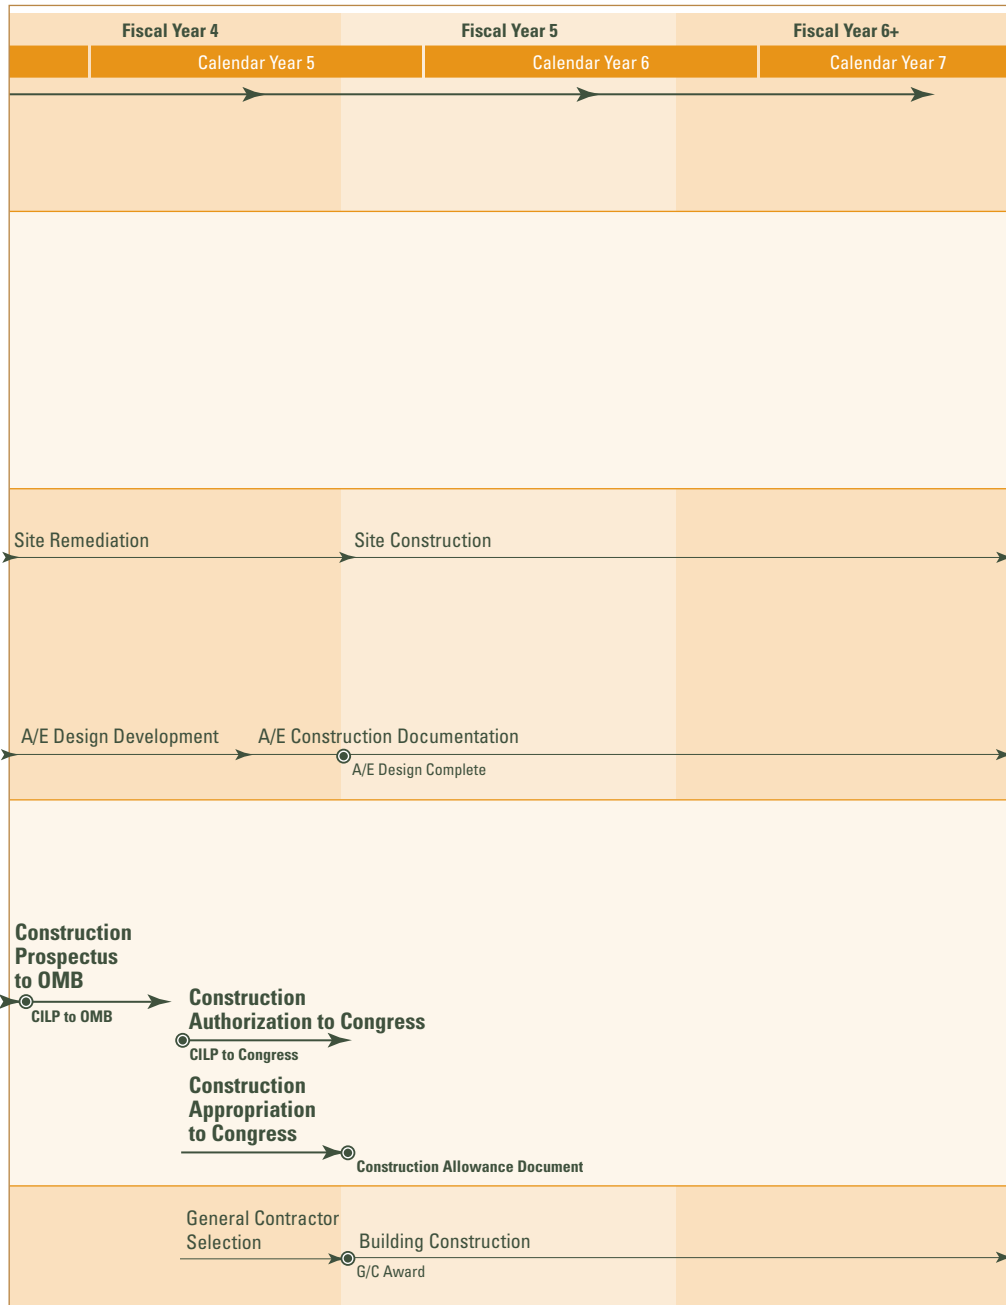 Fiscal Year 4
Fiscal Year 5
Fiscal Year 6+
Calendar Year 5
Calendar Year 6
Calendar Year 7
Site Remediation
Site Construction
A/E Design Development
A/E Construction Documentation
A/E Design Complete
Construction
Prospectus
to OMB
CILP to OMB
Construction
Authorization to Congress
CILP to Congress
Construction
Appropriation
to Congress
Construction Allowance Document
General Contractor
Selection
Building Construction
G/C Award